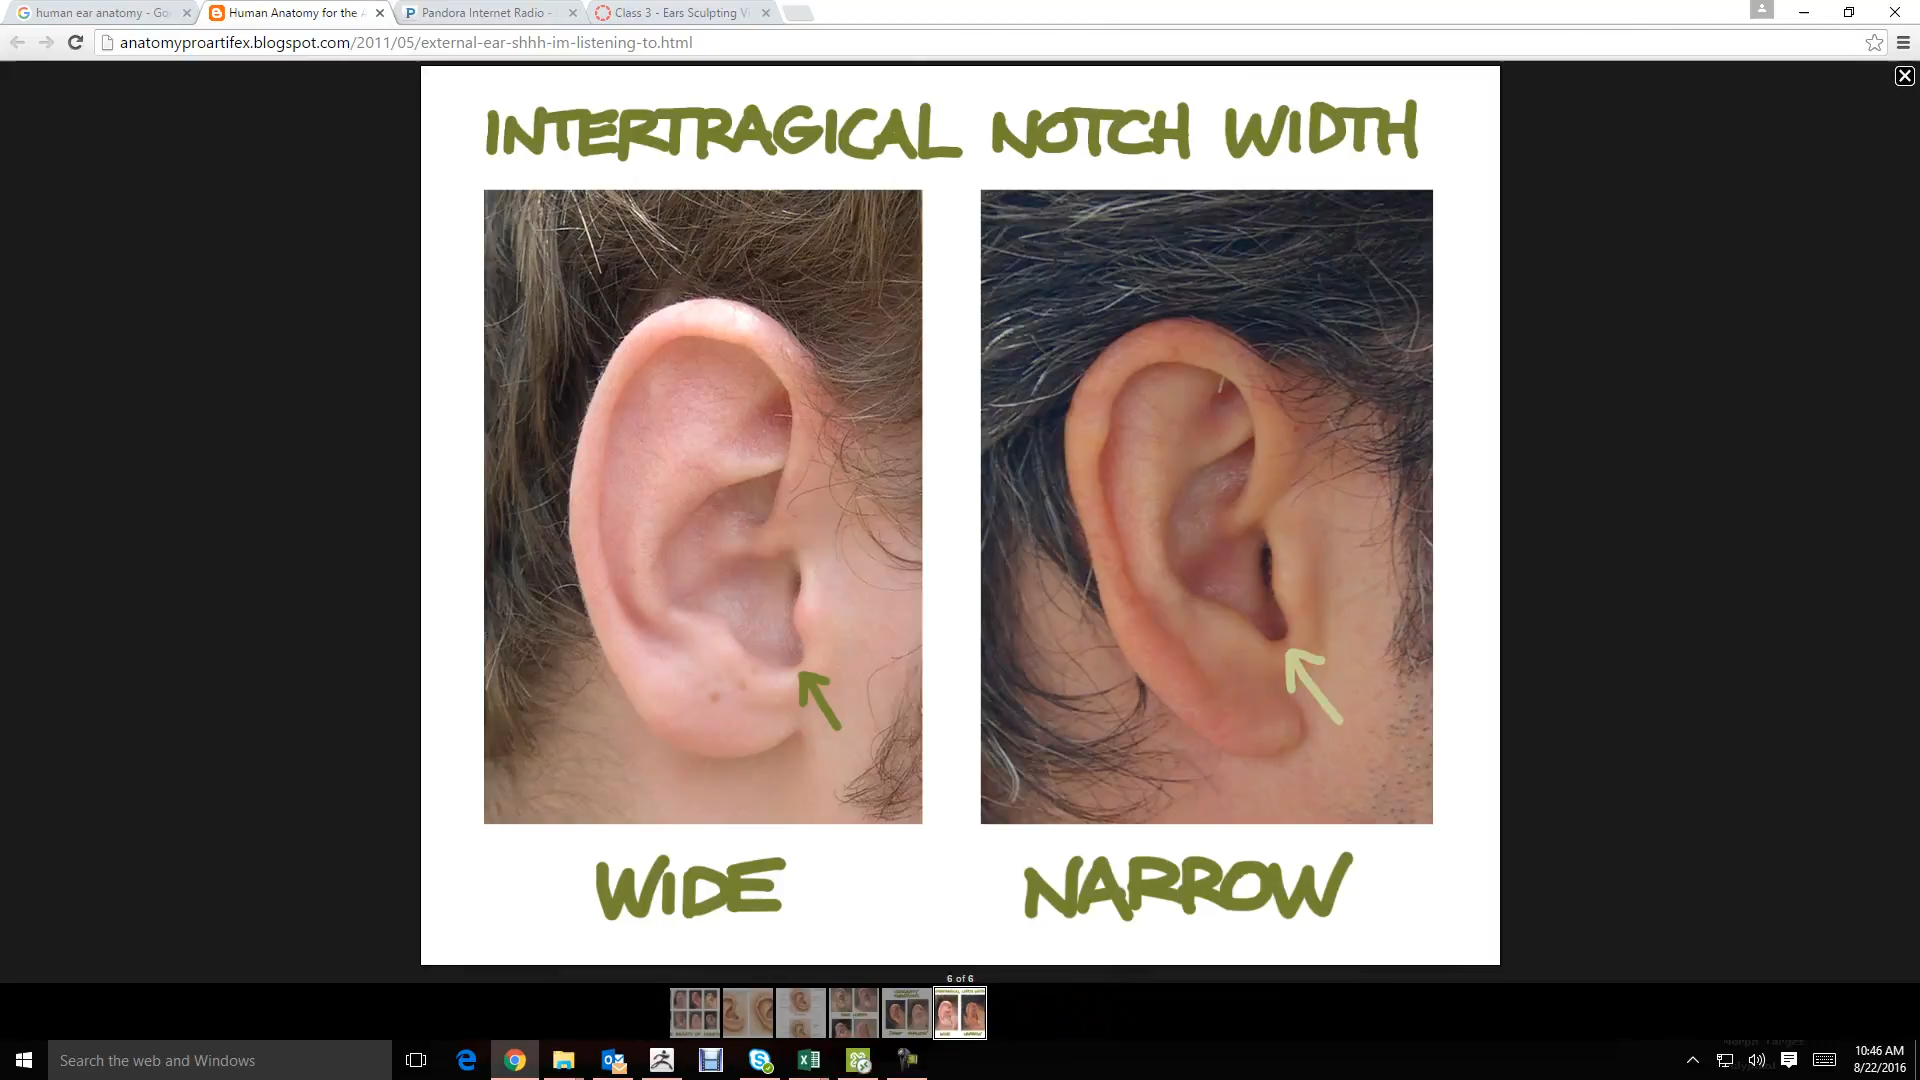 human ear anatomy - Go
Human Anatomy for the
Pandora Internet Radio -
Class 3 - Ears Sculpting Vi
anatomyproartifex.blogspot.com/2011/05/external-ear-shhh-im-listening-to.html
INTERTRAGICAL NOTCH WIDTH
WIDE
NARROW
6 of 6
Search the web and Windows
10:46 AM
8/22/2016